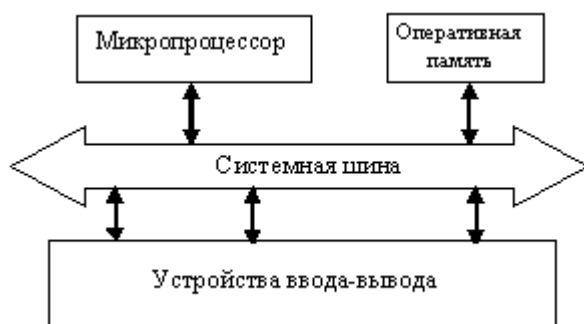 Микропроцессор
Оперативная
память
Системная шина
Устройства ввода-вывода